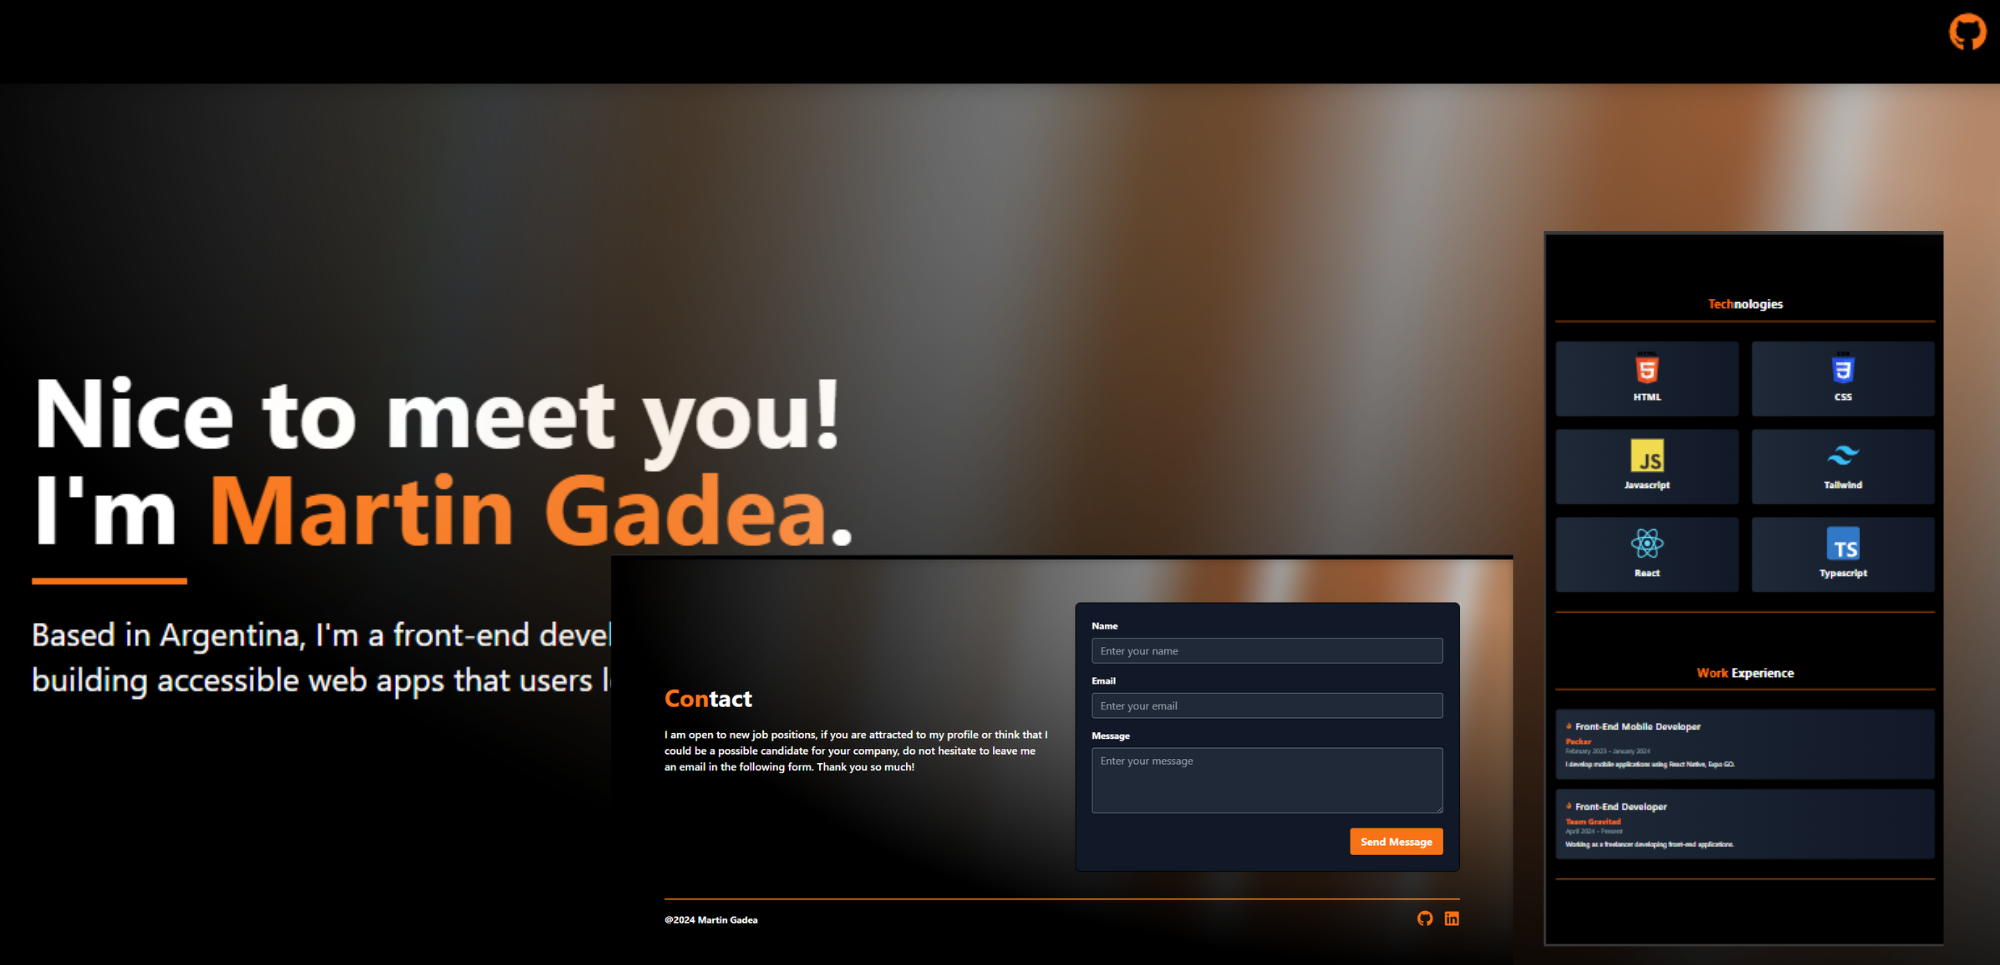 Nice to meet you!
I'm Martin Gadea.
Based in Argentina, I'm a front-end devel
building accessible web apps that users l
Contact
I am open to new job positions, if you are attracted to my profile or think that I
could be a possible candidate for your company, do not hesitate to leave me
an email in the following form. Thank you so much!
Name
Enter your name
Email
Enter your email
Message
Enter your message
Send Message
@2024 Martin Gadea
Technologies
HTML
CSS
JS
Javascript
Tailwind
React
TS
Typescript
Work Experience
Front-End Mobile Developer
Packer
February 2023 - January 2024
I develop mobile applications using React Native, Expo GO.
Front-End Developer
Team Gravitad
April 2024 - Present
Working as a freelancer developing front-end applications.